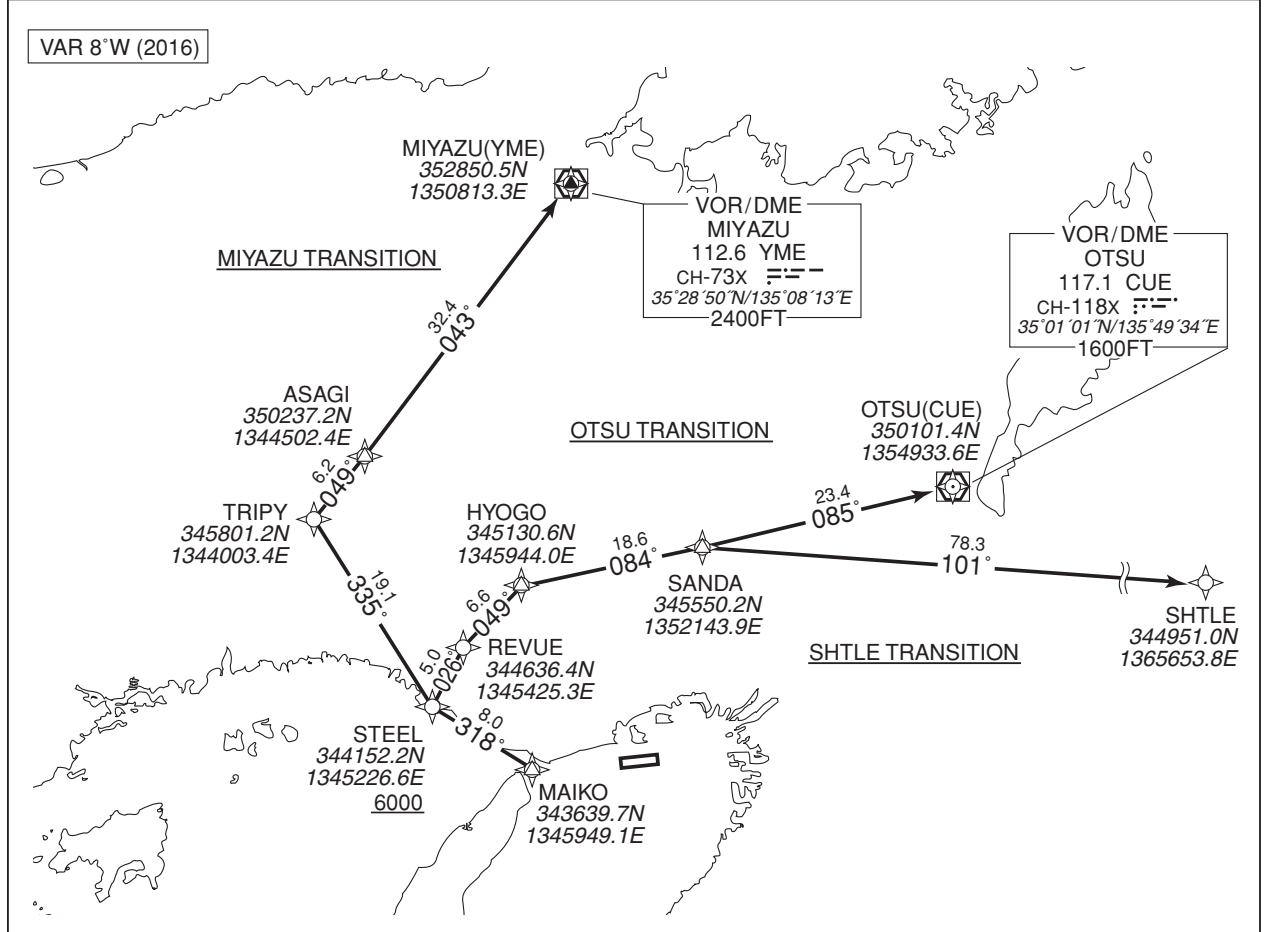 VAR 8°W (2016)
MIYAZU(YME)
352850.5N
1350813.3E
VOR/DME
MIYAZU
112.6 YME
CH-73X
35°28´50˝N/135°08´13˝E
2400FT
VOR/DME
OTSU
117.1 CUE
CH-118X
35°01´01˝N/135°49´34˝E
1600FT
MIYAZU TRANSITION
32.4
043°
ASAGI
350237.2N
1344502.4E
OTSU TRANSITION
OTSU(CUE)
350101.4N
1354933.6E
6.2
049°
TRIPY
345801.2N
1344003.4E
HYOGO
345130.6N
1345944.0E
23.4
085°
18.6
084°
78.3
101°
SANDA
345550.2N
1352143.9E
SHTLE
344951.0N
1365653.8E
19.1
335°
6.6
049°
REVUE
344636.4N
1345425.3E
SHTLE TRANSITION
5.0
026°
8.0
318°
STEEL
344152.2N
1345226.6E
6000
MAIKO
343639.7N
1345949.1E